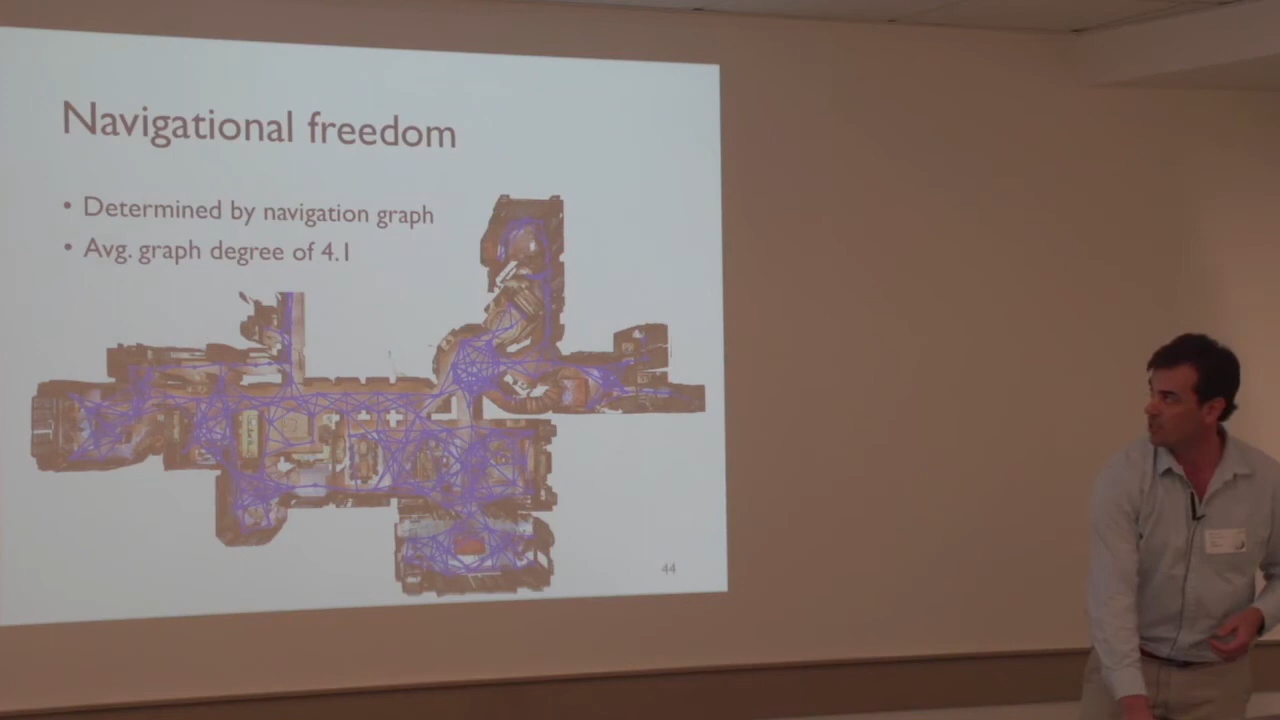 Navigational freedom
• Determined by navigation graph
• Avg. graph degree of 4.1
44